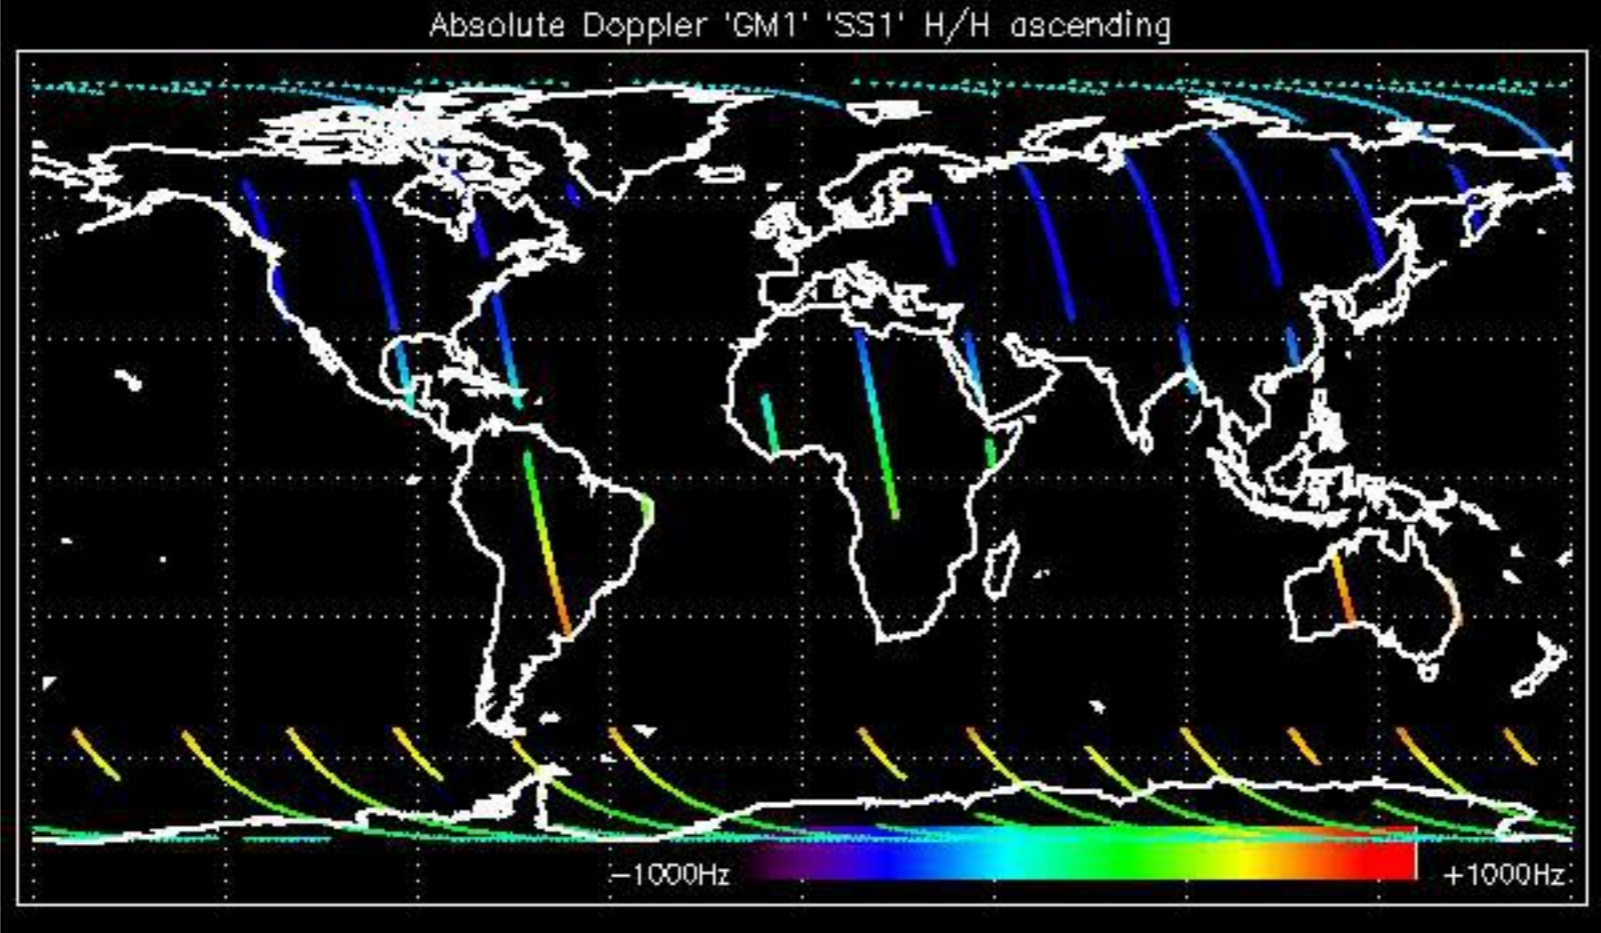 Absolute Doppler 'GM1' 'SS1' H/H ascending
−1000Hz +1000Hz